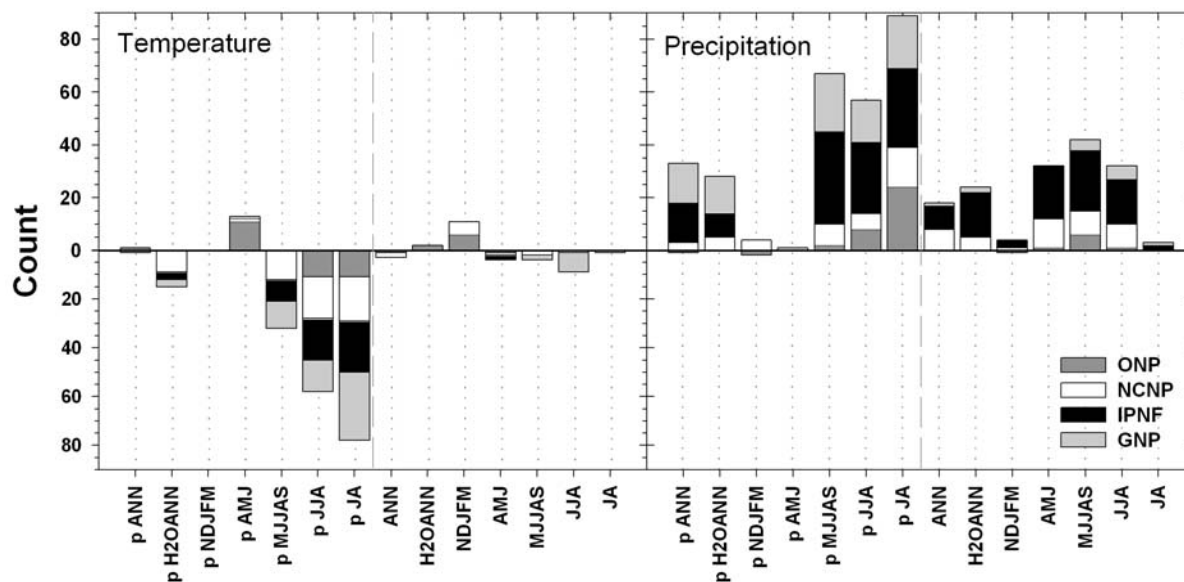 Temperature
Precipitation
Count
80
60
40
20
0
20
40
60
80
ONP
NCNP
IPNF
GNP
p ANN
p H2OANN
p NDJFM
p AMJ
p MJJAS
p JJA
p JA
ANN
H2OANN
NDJFM
AMJ
MJJAS
JJA
JA
p ANN
p H2OANN
p NDJFM
p AMJ
p MJJAS
p JJA
p JA
ANN
H2OANN
NDJFM
AMJ
MJJAS
JJA
JA